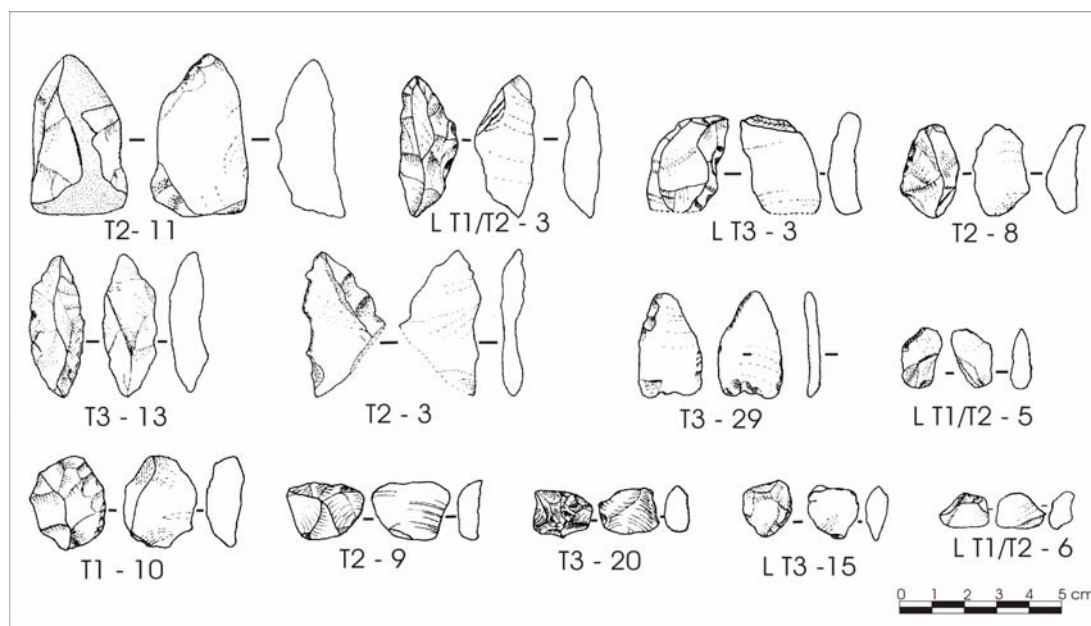 T2- 11
L T1/T2 - 3
L T3 - 3
T2 - 8
T3 - 13
T2 - 3
T3 - 29
L T1/T2 - 5
T1 - 10
T2 - 9
T3 - 20
L T3 -15
L T1/T2 - 6
0 1 2 3 4 5 cm